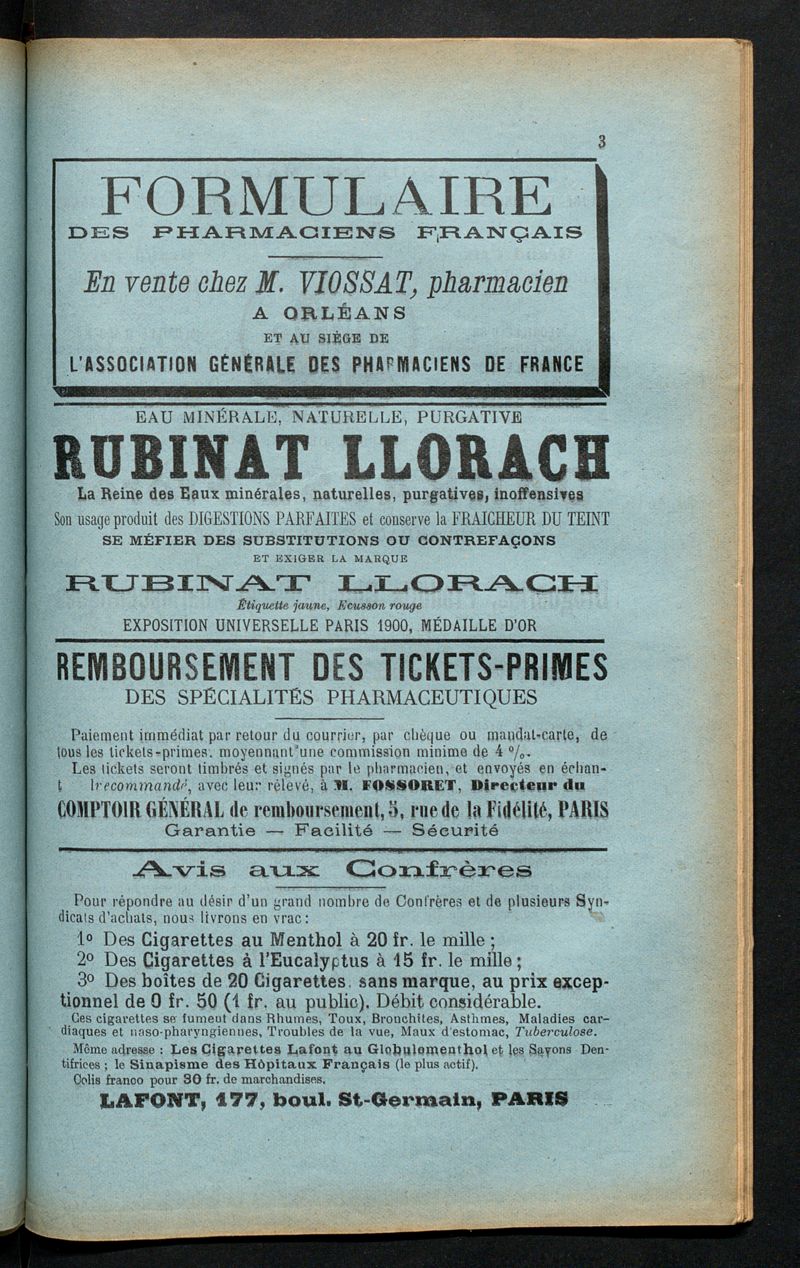 3
FORMULAIRE
DES PHARMACIENS FRANÇAIS
En vente chez M. VIOSSAT, pharmacien
A ORLÉANS
ET AU SIÈGE DE
L'ASSOCIATION GÉNÉRALE DES PHARMACIENS DE FRANCE
EAU MINÉRALE, NATURELLE, PURGATIVE
RUBINAT LLORACH
La Reine des Eaux minérales, naturelles, purgatives, inoffensives
Son usage produit des DIGESTIONS PARFAITES et conserve la FRAICHEUR DU TEINT
SE MÉFIER DES SUBSTITUTIONS OU CONTREFAÇONS
ET EXIGER LA MARQUE
RUBINAT LLORACH
Étiquette jaune, Ecusson rouge
EXPOSITION UNIVERSELLE PARIS 1900, MÉDAILLE D'OR
REMBOURSEMENT DES TICKETS-PRIMES
DES SPÉCIALITÉS PHARMACEUTIQUES
Paiement immédiat par retour du courrier, par chèque ou mandat-carte, de
tous les tickets-primes, moyennant une commission minime de 4 %.
Les tickets seront timbrés et signés par le pharmacien, et envoyés en échan-
t recommandé, avec leur relevé, à M. FOSSORET, Directeur du
COMPTOIR GÉNÉRAL de remboursement, 5, rue de la Fidélité, PARIS
Garantie — Facilité — Sécurité
Avis aux Confrères
Pour répondre au désir d'un grand nombre de Confrères et de plusieurs Syn-
dicats d'achats, nous livrons en vrac :
1º Des Cigarettes au Menthol à 20 fr. le mille ;
2º Des Cigarettes à l'Eucalyptus à 15 fr. le mille ;
3º Des boîtes de 20 Cigarettes, sans marque, au prix excep-
tionnel de 0 fr. 50 (1 fr. au public). Débit considérable.
Ces cigarettes se fument dans Rhumes, Toux, Bronchites, Asthmes, Maladies car-
diaques et naso-pharyngiennes, Troubles de la vue, Maux d'estomac, Tuberculose.
Même adresse : Les Cigarettes Lafont au Globulomenthol et les Savons Den-
tifrices ; le Sinapisme des Hôpitaux Français (le plus actif).
Colis franco pour 30 fr. de marchandises.
LAFONT, 177, boul. St-Germain, PARIS